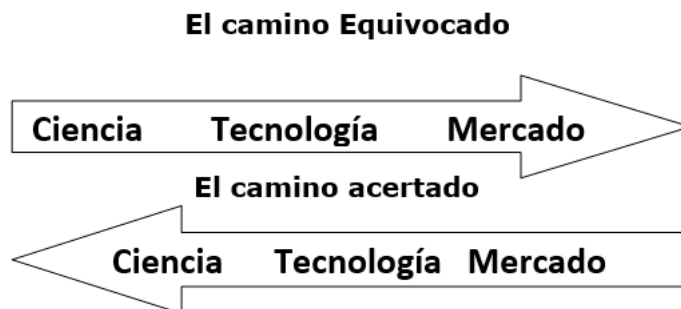 El camino Equivocado
Ciencia Tecnología Mercado
El camino acertado
Ciencia Tecnología Mercado